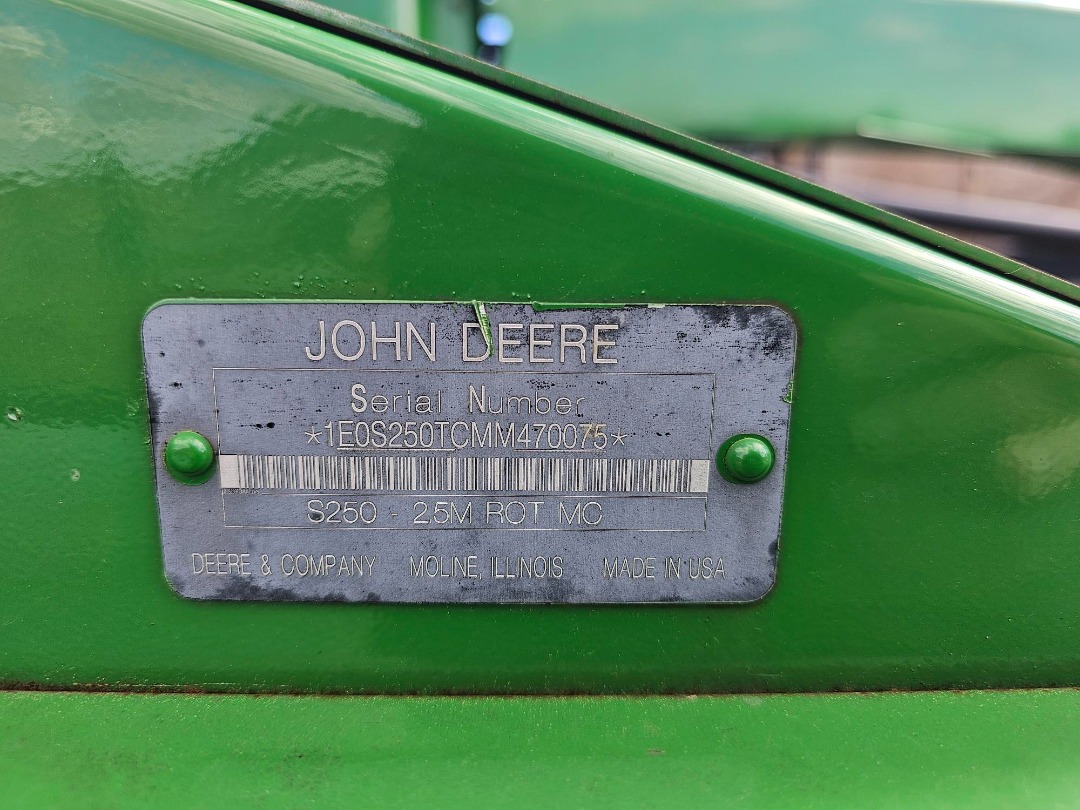 JOHN DEERE
Serial Number
*1E0S250TCMM470075*
S250 - 2.5M ROT MC
DEERE & COMPANY MOLINE, ILLINOIS MADE IN USA